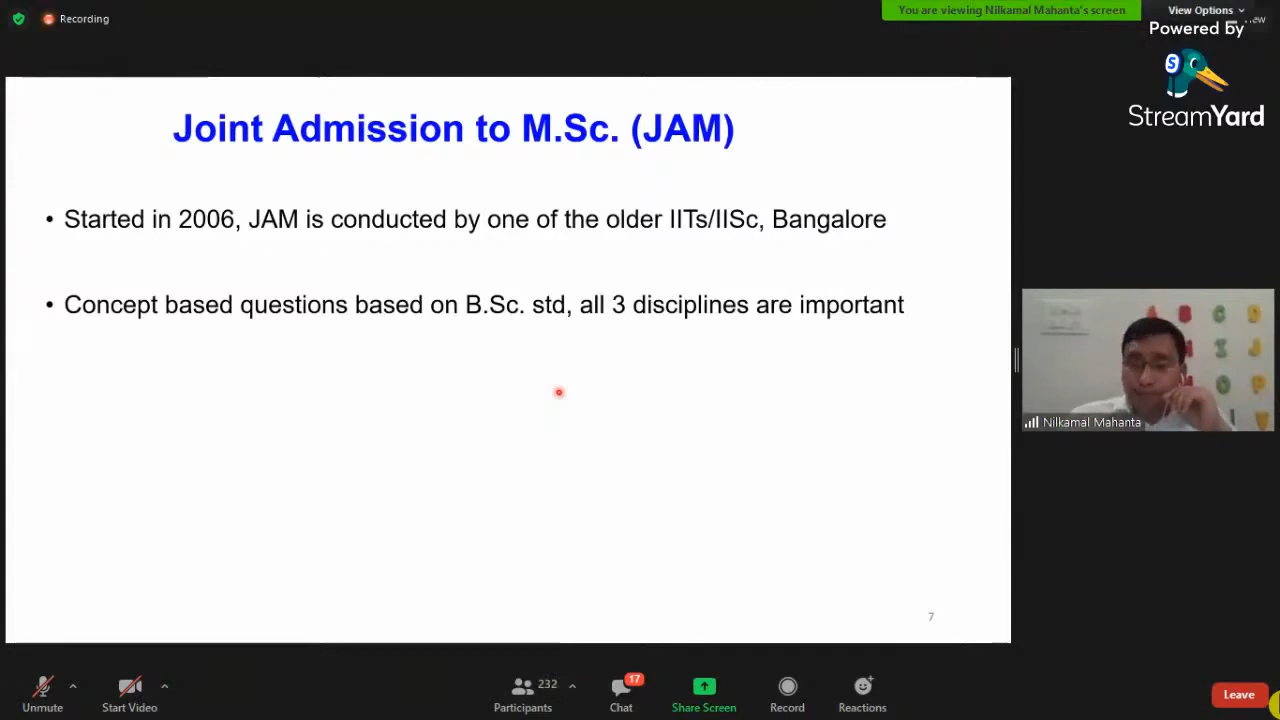 Recording
You are viewing Nilkamal Mahanta's screen
View Options
Powered by
StreamYard
Joint Admission to M.Sc. (JAM)
• Started in 2006, JAM is conducted by one of the older IITs/IISc, Bangalore
• Concept based questions based on B.Sc. std, all 3 disciplines are important
7
Nilkamal Mahanta
Unmute
Start Video
232
Participants
17
Chat
Share Screen
Record
Reactions
Leave